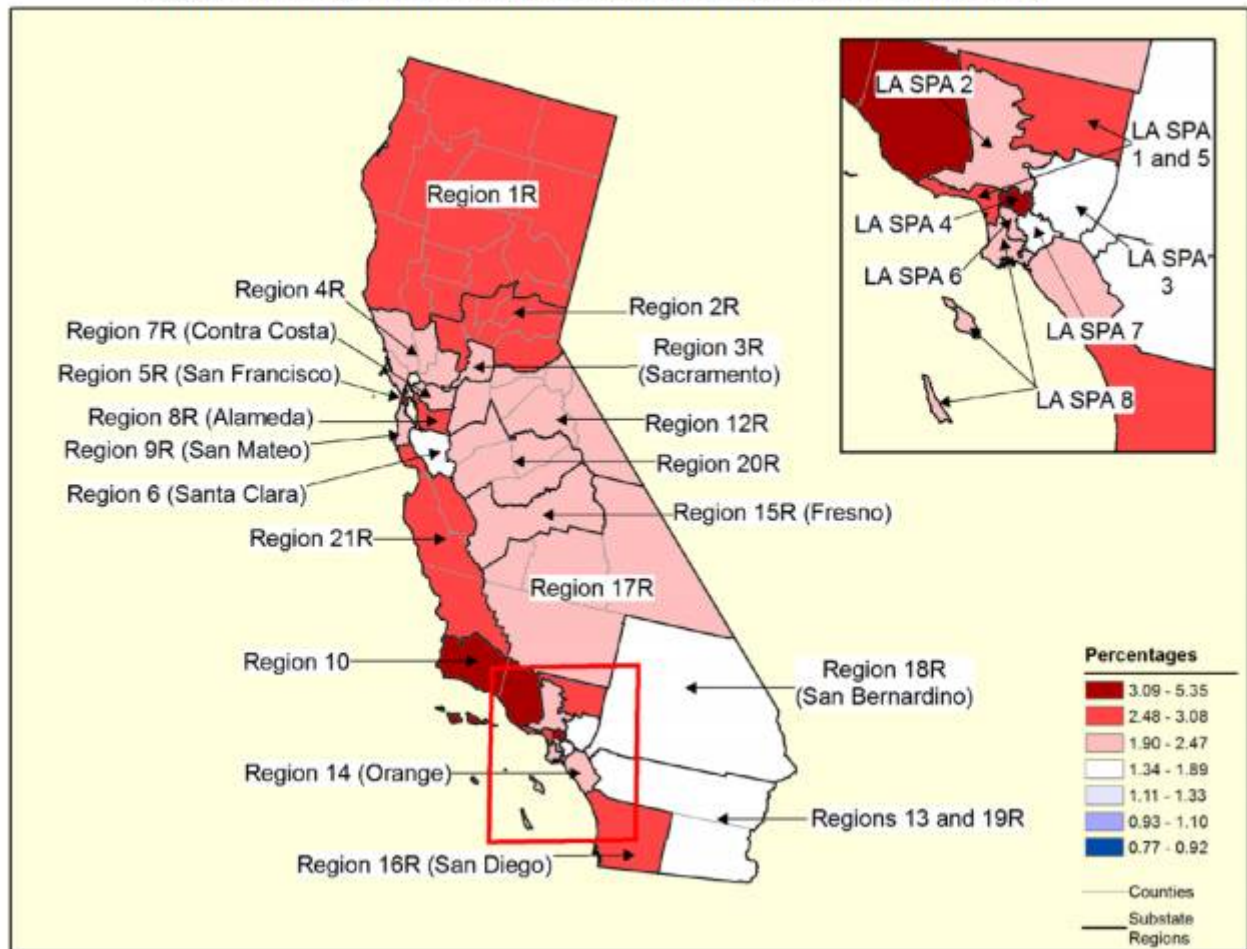 Region 1R
Region 4R
Region 7R (Contra Costa)
Region 5R (San Francisco)
Region 8R (Alameda)
Region 9R (San Mateo)
Region 6 (Santa Clara)
Region 21R
Region 10
Region 14 (Orange)
Region 16R (San Diego)
Region 2R
Region 3R
(Sacramento)
Region 12R
Region 20R
Region 15R (Fresno)
Region 17R
Region 18R
(San Bernardino)
Regions 13 and 19R
LA SPA 2
LA SPA
1 and 5
LA SPA 4
LA SPA 6
LA SPA
3
LA SPA 7
LA SPA 8
Percentages
3.09 - 5.35
2.48 - 3.08
1.90 - 2.47
1.34 - 1.89
1.11 - 1.33
0.93 - 1.10
0.77 - 0.92
Counties
Substate
Regions